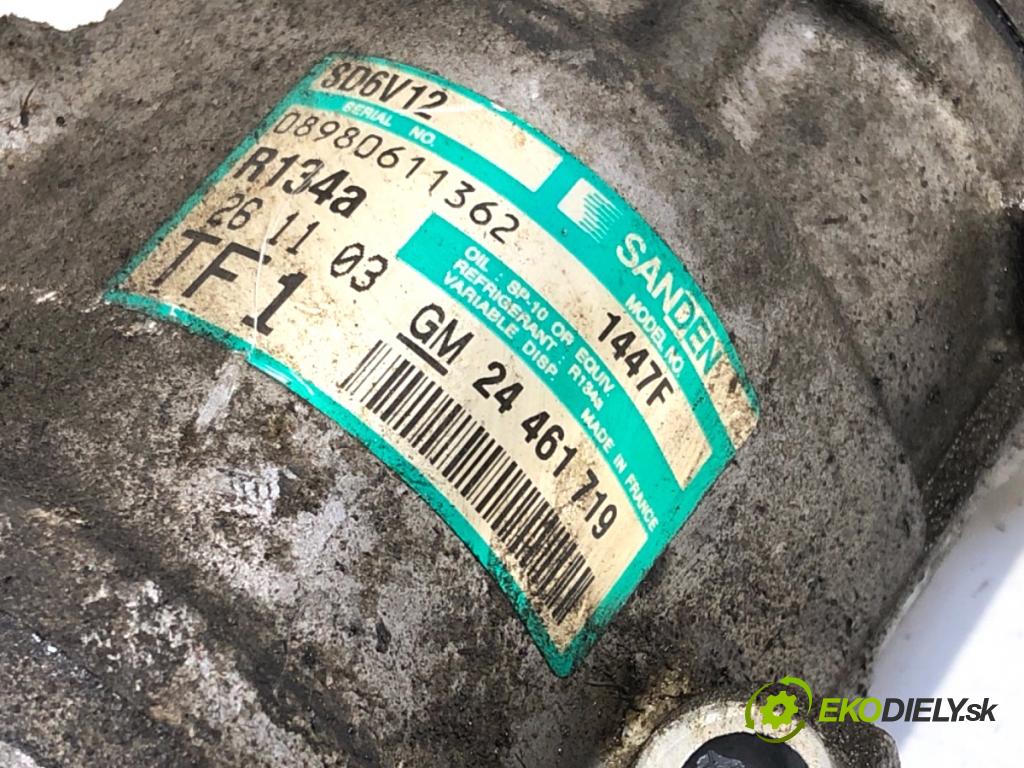 SD6V12
SERIAL NO.
08980611362
R134a
26 11 03
TF1
SANDEN
MODEL NO.
1447F
OIL : SP-10 OR EQUIV.
REFRIGERANT : R134a
VARIABLE DISP. MADE IN FRANCE
GM 24 461 719
EKODIELY.sk